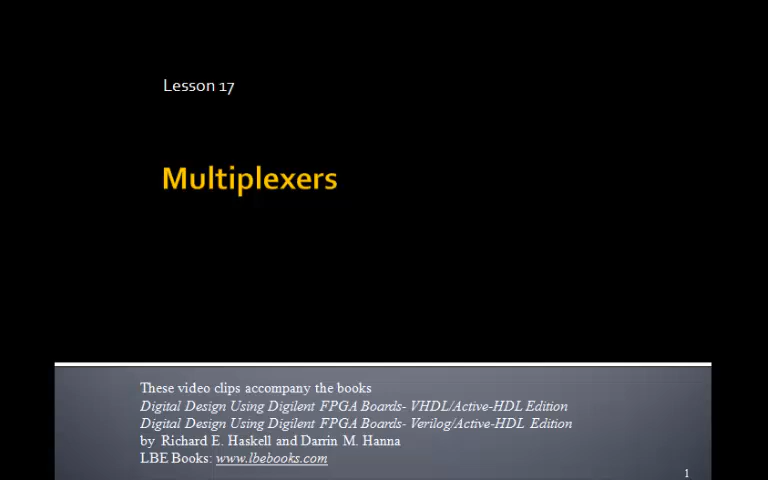 Lesson 17
Multiplexers
These video clips accompany the books
Digital Design Using Digilent FPGA Boards- VHDL/Active-HDL Edition
Digital Design Using Digilent FPGA Boards- Verilog/Active-HDL Edition
by Richard E. Haskell and Darrin M. Hanna
LBE Books: www.lbebooks.com
1